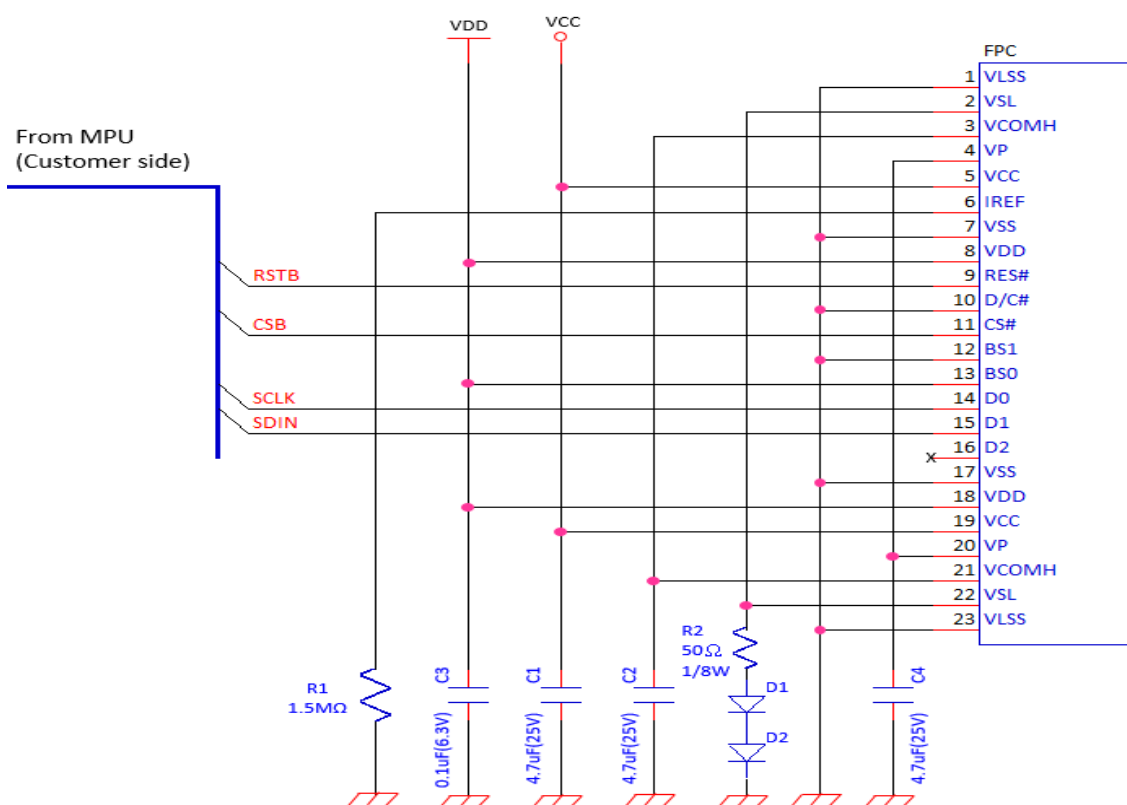 VDD
VCC
FPC
From MPU
(Customer side)
1 VLSS
2 VSL
3 VCOMH
4 VP
5 VCC
6 IREF
7 VSS
8 VDD
RSTB
9 RES#
10 D/C#
CSB
11 CS#
12 BS1
13 BS0
SCLK
14 D0
SDIN
15 D1
16 D2
x
17 VSS
18 VDD
19 VCC
20 VP
21 VCOMH
22 VSL
23 VLSS
R1
1.5MΩ
C3
0.1uF(6.3V)
C1
4.7uF(25V)
C2
4.7uF(25V)
R2
50Ω
1/8W
D1
D2
C4
4.7uF(25V)